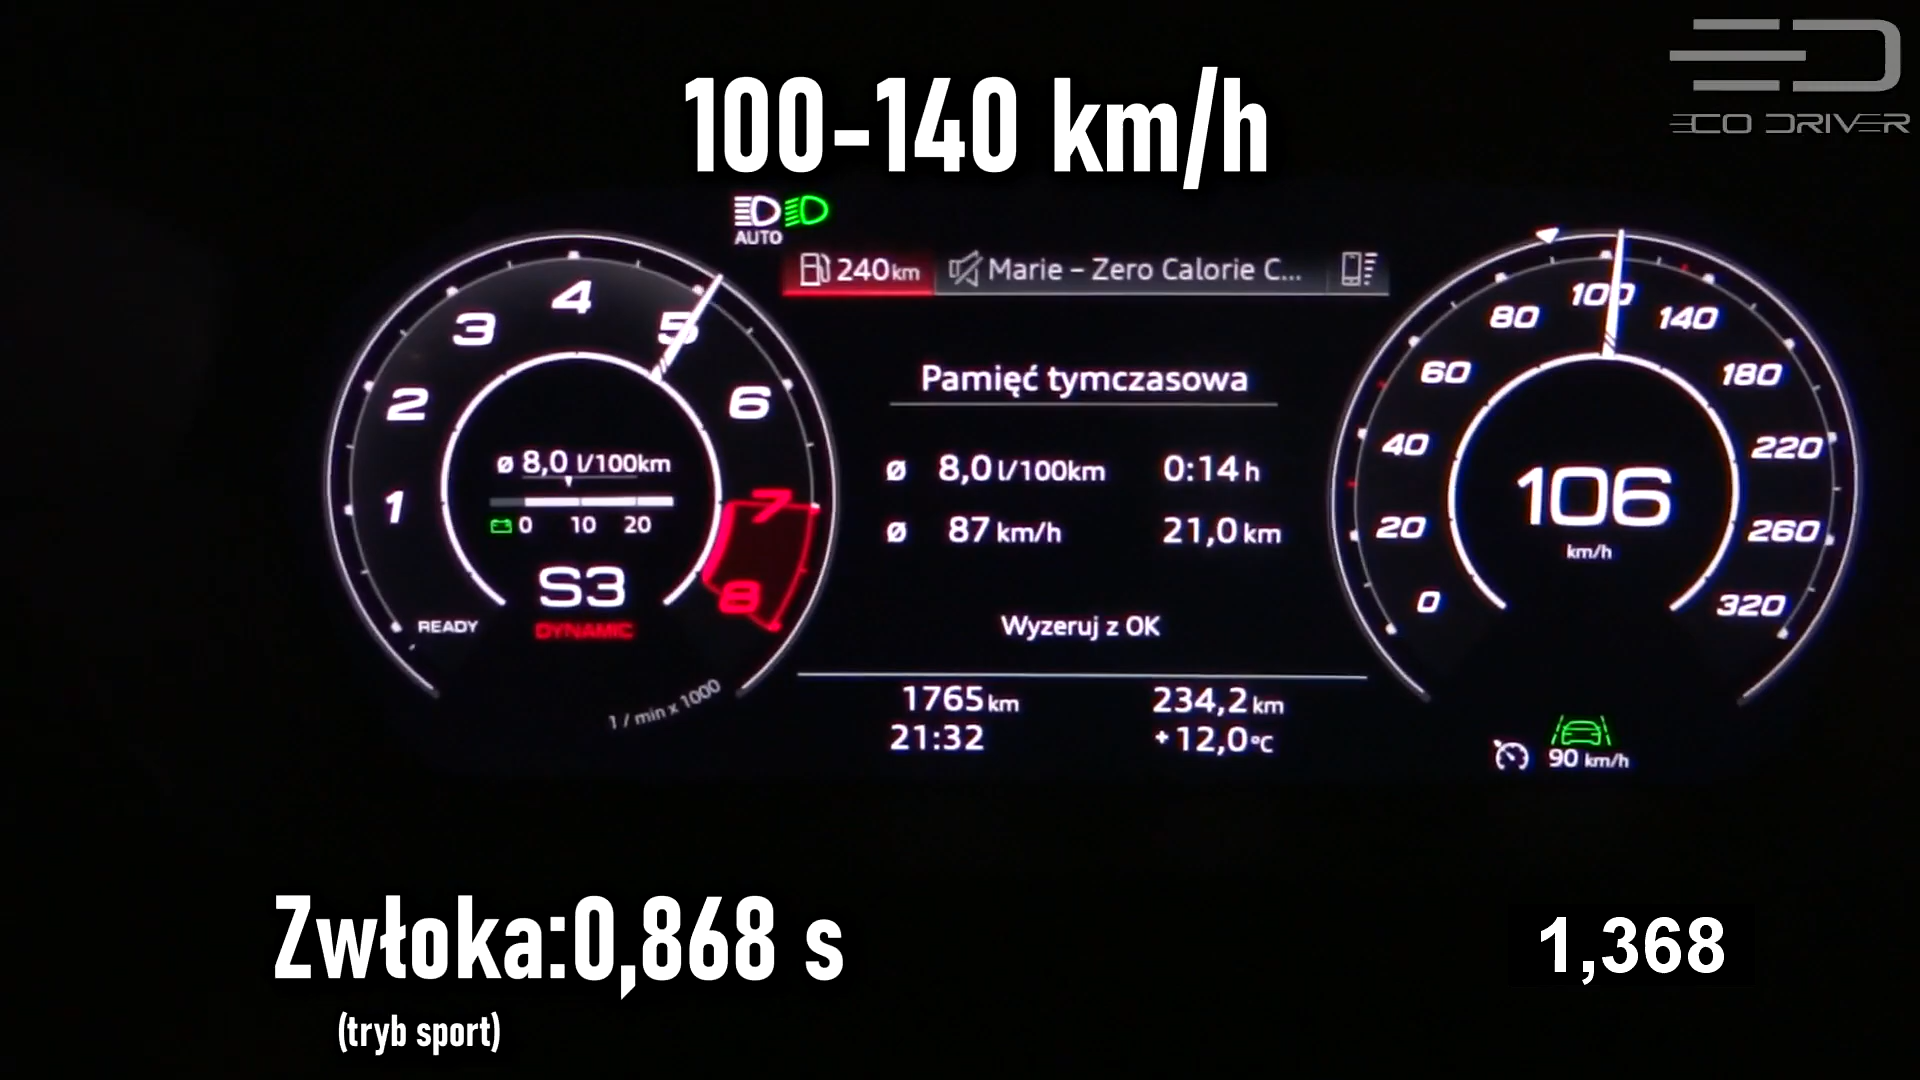 100-140 km/h
ECO DRIVER
AUTO
240 km
Marie – Zero Calorie C...
1
2
3
4
5
6
7
8
ø 8,0 l/100km
0 10 20
S3
DYNAMIC
READY
1 / min x 1000
Pamięć tymczasowa
ø 8,0 l/100km 0:14 h
ø 87 km/h 21,0 km
Wyzeruj z OK
1765 km 234,2 km
21:32 +12,0°C
0
20
40
60
80
100
140
180
220
260
320
106
km/h
90 km/h
Zwłoka:0,868 s
(tryb sport)
1,368